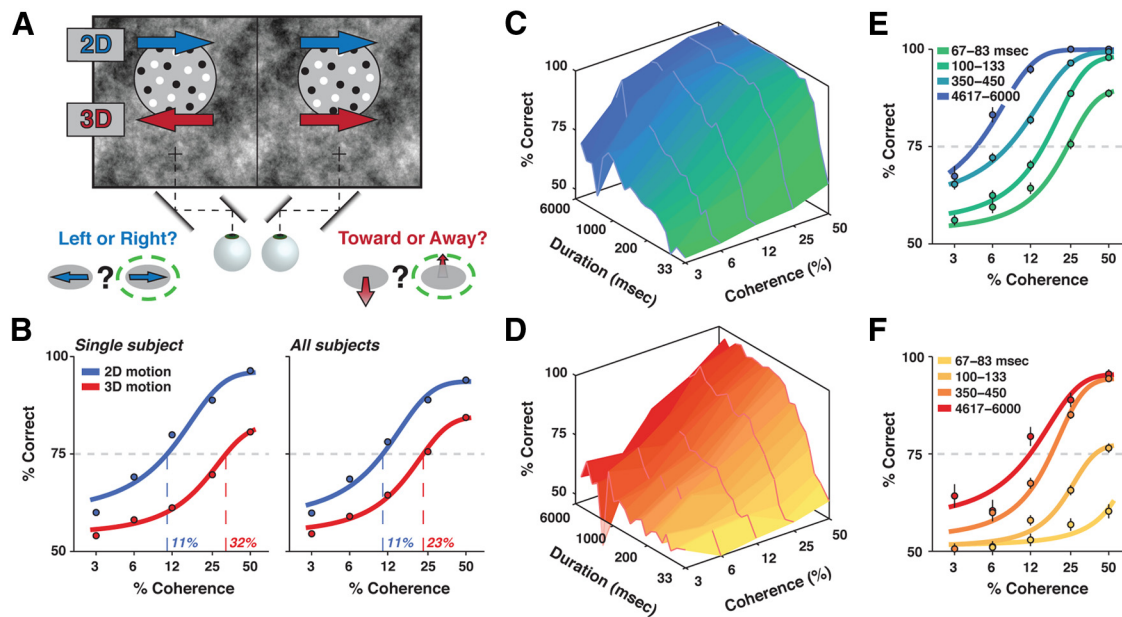 A
2D
3D
Left or Right?
?
Toward or Away?
?
B
Single subject
All subjects
2D motion
3D motion
% Correct
100
75
50
11%
32%
11%
23%
3 6 12 25 50
3 6 12 25 50
% Coherence
% Coherence
C
% Correct
100
75
50
6000
1000
200
33
Duration (msec)
3
6
12
25
50
Coherence (%)
D
% Correct
100
75
50
6000
1000
200
33
Duration (msec)
3
6
12
25
50
Coherence (%)
E
67–83 msec
100–133
350–450
4617–6000
% Correct
100
75
50
3 6 12 25 50
% Coherence
F
67–83 msec
100–133
350–450
4617–6000
% Correct
100
75
50
3 6 12 25 50
% Coherence